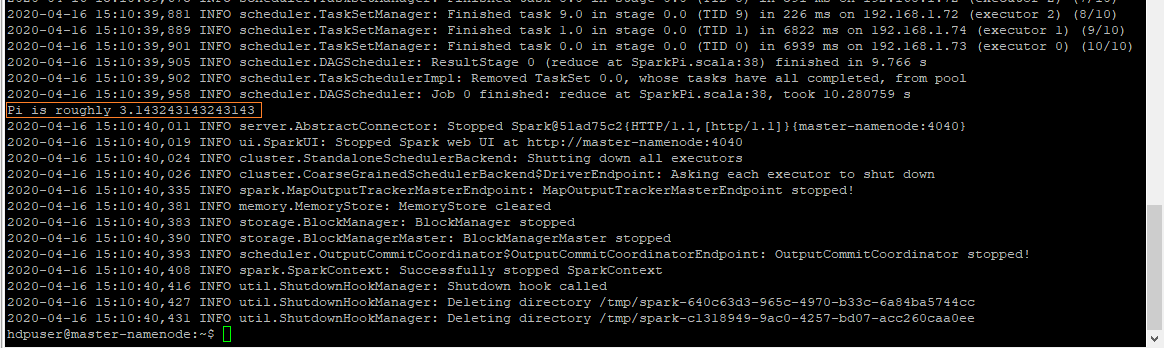 2020-04-16 15:10:39,881 INFO scheduler.TaskSetManager: Finished task 9.0 in stage 0.0 (TID 9) in 226 ms on 192.168.1.72 (executor 2) (8/10)
2020-04-16 15:10:39,889 INFO scheduler.TaskSetManager: Finished task 1.0 in stage 0.0 (TID 1) in 6822 ms on 192.168.1.74 (executor 1) (9/10)
2020-04-16 15:10:39,901 INFO scheduler.TaskSetManager: Finished task 0.0 in stage 0.0 (TID 0) in 6939 ms on 192.168.1.73 (executor 0) (10/10)
2020-04-16 15:10:39,905 INFO scheduler.DAGScheduler: ResultStage 0 (reduce at SparkPi.scala:38) finished in 9.766 s
2020-04-16 15:10:39,902 INFO scheduler.TaskSchedulerImpl: Removed TaskSet 0.0, whose tasks have all completed, from pool
2020-04-16 15:10:39,958 INFO scheduler.DAGScheduler: Job 0 finished: reduce at SparkPi.scala:38, took 10.280759 s
Pi is roughly 3.143243143243143
2020-04-16 15:10:40,011 INFO server.AbstractConnector: Stopped Spark@51ad75c2{HTTP/1.1,[http/1.1]}{master-namenode:4040}
2020-04-16 15:10:40,019 INFO ui.SparkUI: Stopped Spark web UI at http://master-namenode:4040
2020-04-16 15:10:40,024 INFO cluster.StandaloneSchedulerBackend: Shutting down all executors
2020-04-16 15:10:40,026 INFO cluster.CoarseGrainedSchedulerBackend$DriverEndpoint: Asking each executor to shut down
2020-04-16 15:10:40,335 INFO spark.MapOutputTrackerMasterEndpoint: MapOutputTrackerMasterEndpoint stopped!
2020-04-16 15:10:40,381 INFO memory.MemoryStore: MemoryStore cleared
2020-04-16 15:10:40,383 INFO storage.BlockManager: BlockManager stopped
2020-04-16 15:10:40,390 INFO storage.BlockManagerMaster: BlockManagerMaster stopped
2020-04-16 15:10:40,393 INFO scheduler.OutputCommitCoordinator$OutputCommitCoordinatorEndpoint: OutputCommitCoordinator stopped!
2020-04-16 15:10:40,408 INFO spark.SparkContext: Successfully stopped SparkContext
2020-04-16 15:10:40,416 INFO util.ShutdownHookManager: Shutdown hook called
2020-04-16 15:10:40,427 INFO util.ShutdownHookManager: Deleting directory /tmp/spark-640c63d3-965c-4970-b33c-6a84ba5744cc
2020-04-16 15:10:40,431 INFO util.ShutdownHookManager: Deleting directory /tmp/spark-c1318949-9ac0-4257-bd07-acc260caa0ee
hdpuser@master-namenode:~$